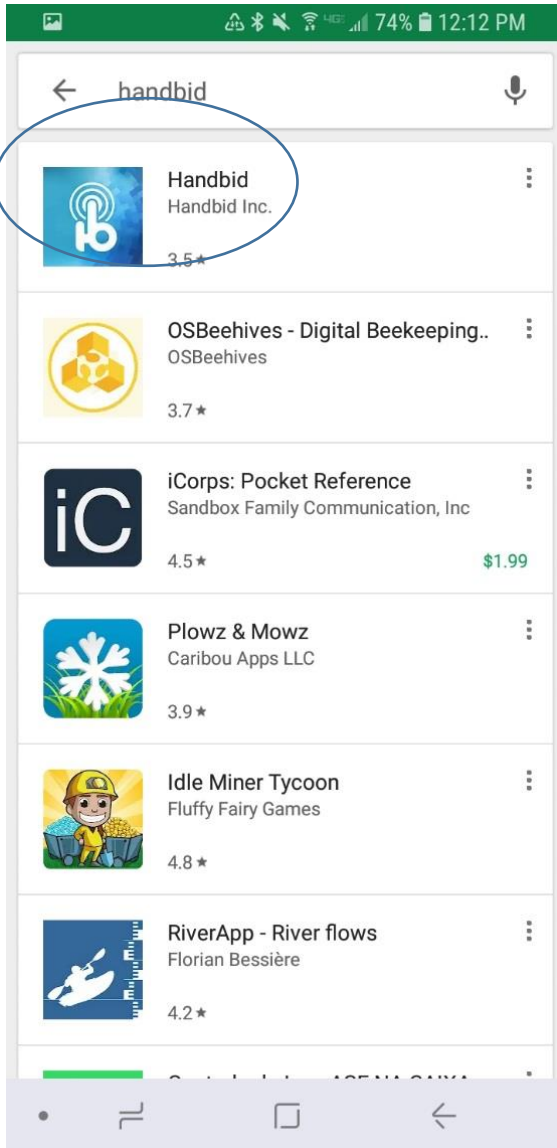 4GE 74% 12:12 PM
handbid
Handbid
Handbid Inc.
3.5★
OSBeehives - Digital Beekeeping..
OSBeehives
3.7★
iC
iCorps: Pocket Reference
Sandbox Family Communication, Inc
4.5★
$1.99
Plowz & Mowz
Caribou Apps LLC
3.9★
Idle Miner Tycoon
Fluffy Fairy Games
4.8★
RiverApp - River flows
Florian Bessière
4.2★